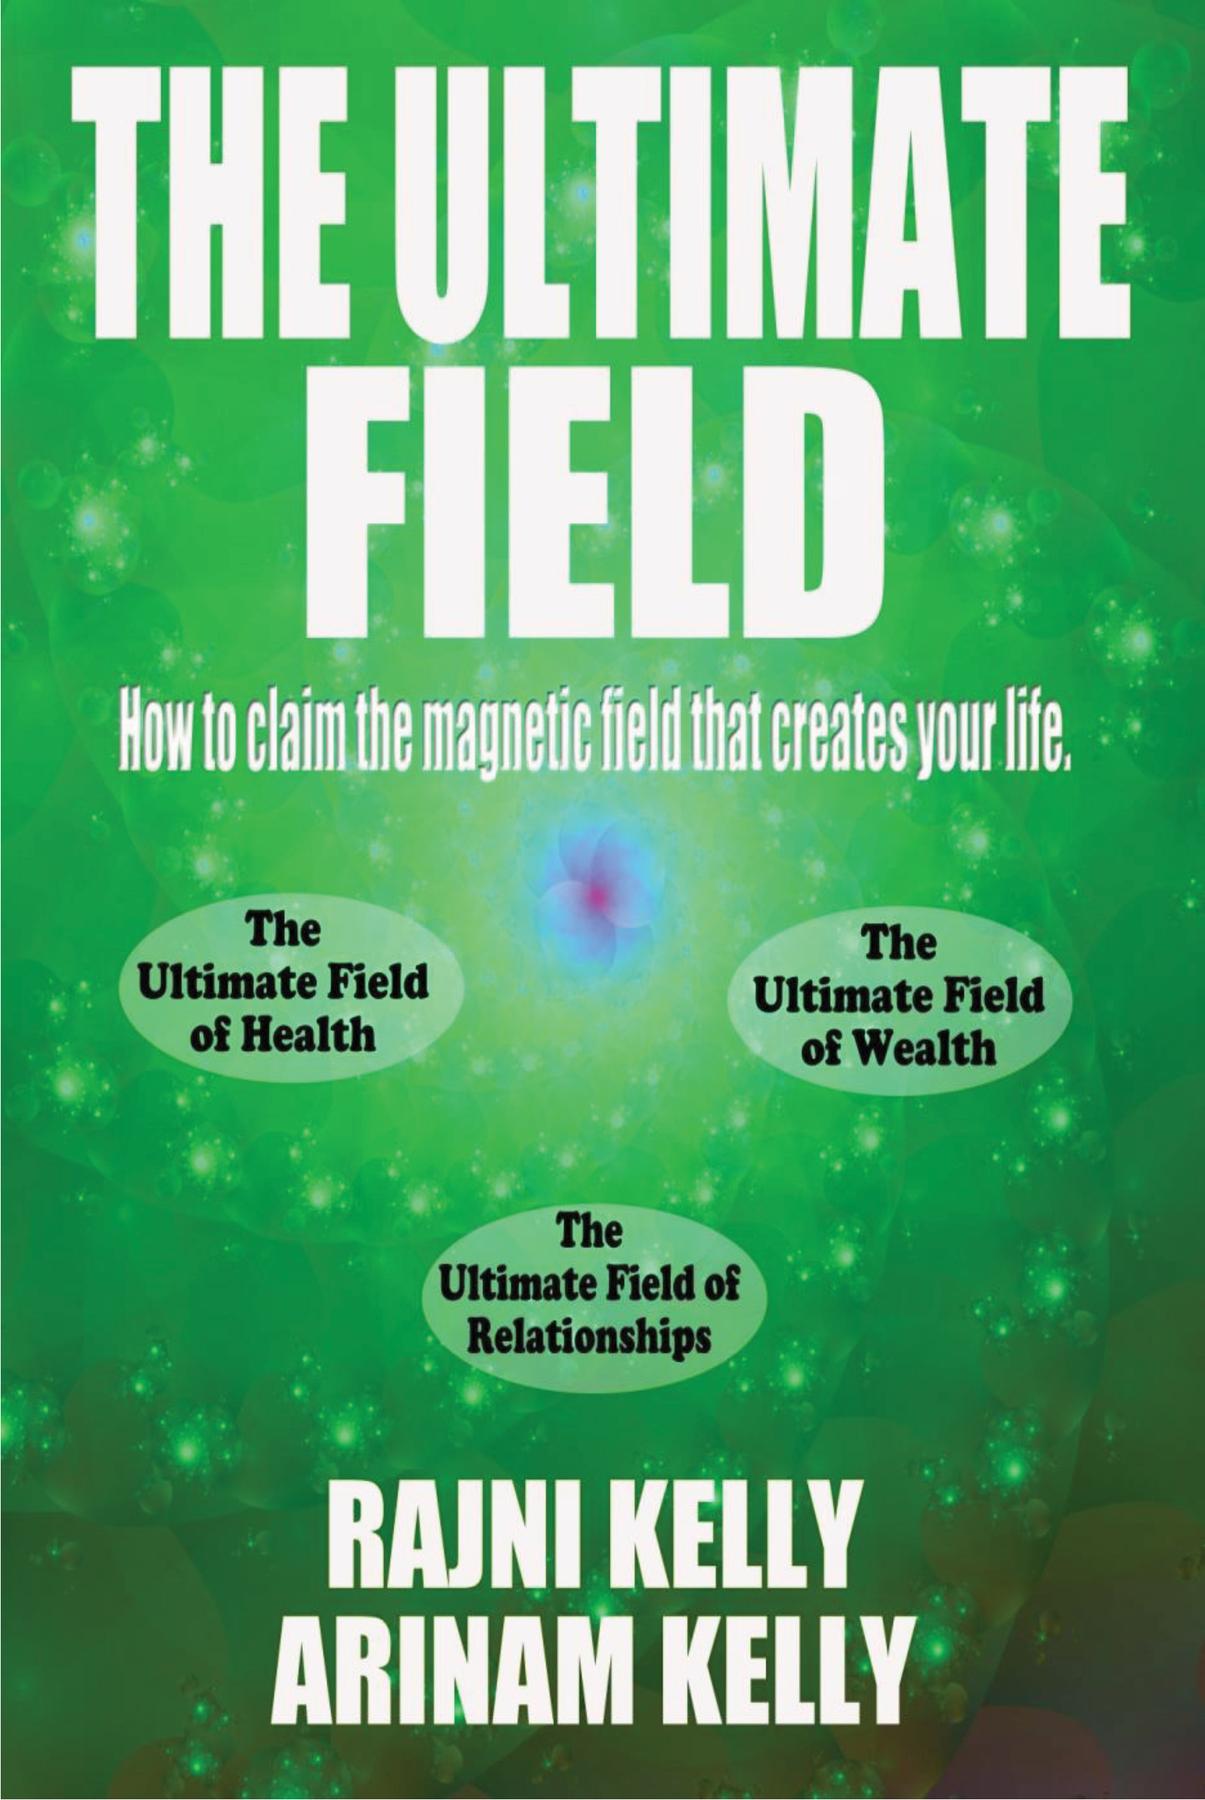 THE ULTIMATE
FIELD
How to claim the magnetic field that creates your life.
The
Ultimate Field
of Health
The
Ultimate Field
of Wealth
The
Ultimate Field of
Relationships
RAJNI KELLY
ARINAM KELLY